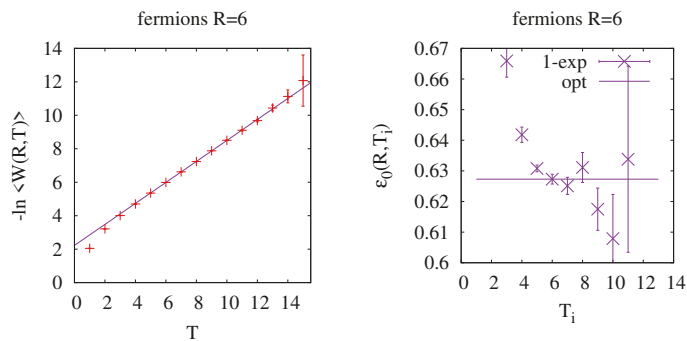 fermions R=6
-ln <W(R,T)>
14
12
10
8
6
4
2
0
0 2 4 6 8 10 12 14
T
fermions R=6
ε₀(R,Tᵢ)
0.67
0.66
0.65
0.64
0.63
0.62
0.61
0.6
1-exp
opt
0 2 4 6 8 10 12 14
Tᵢ